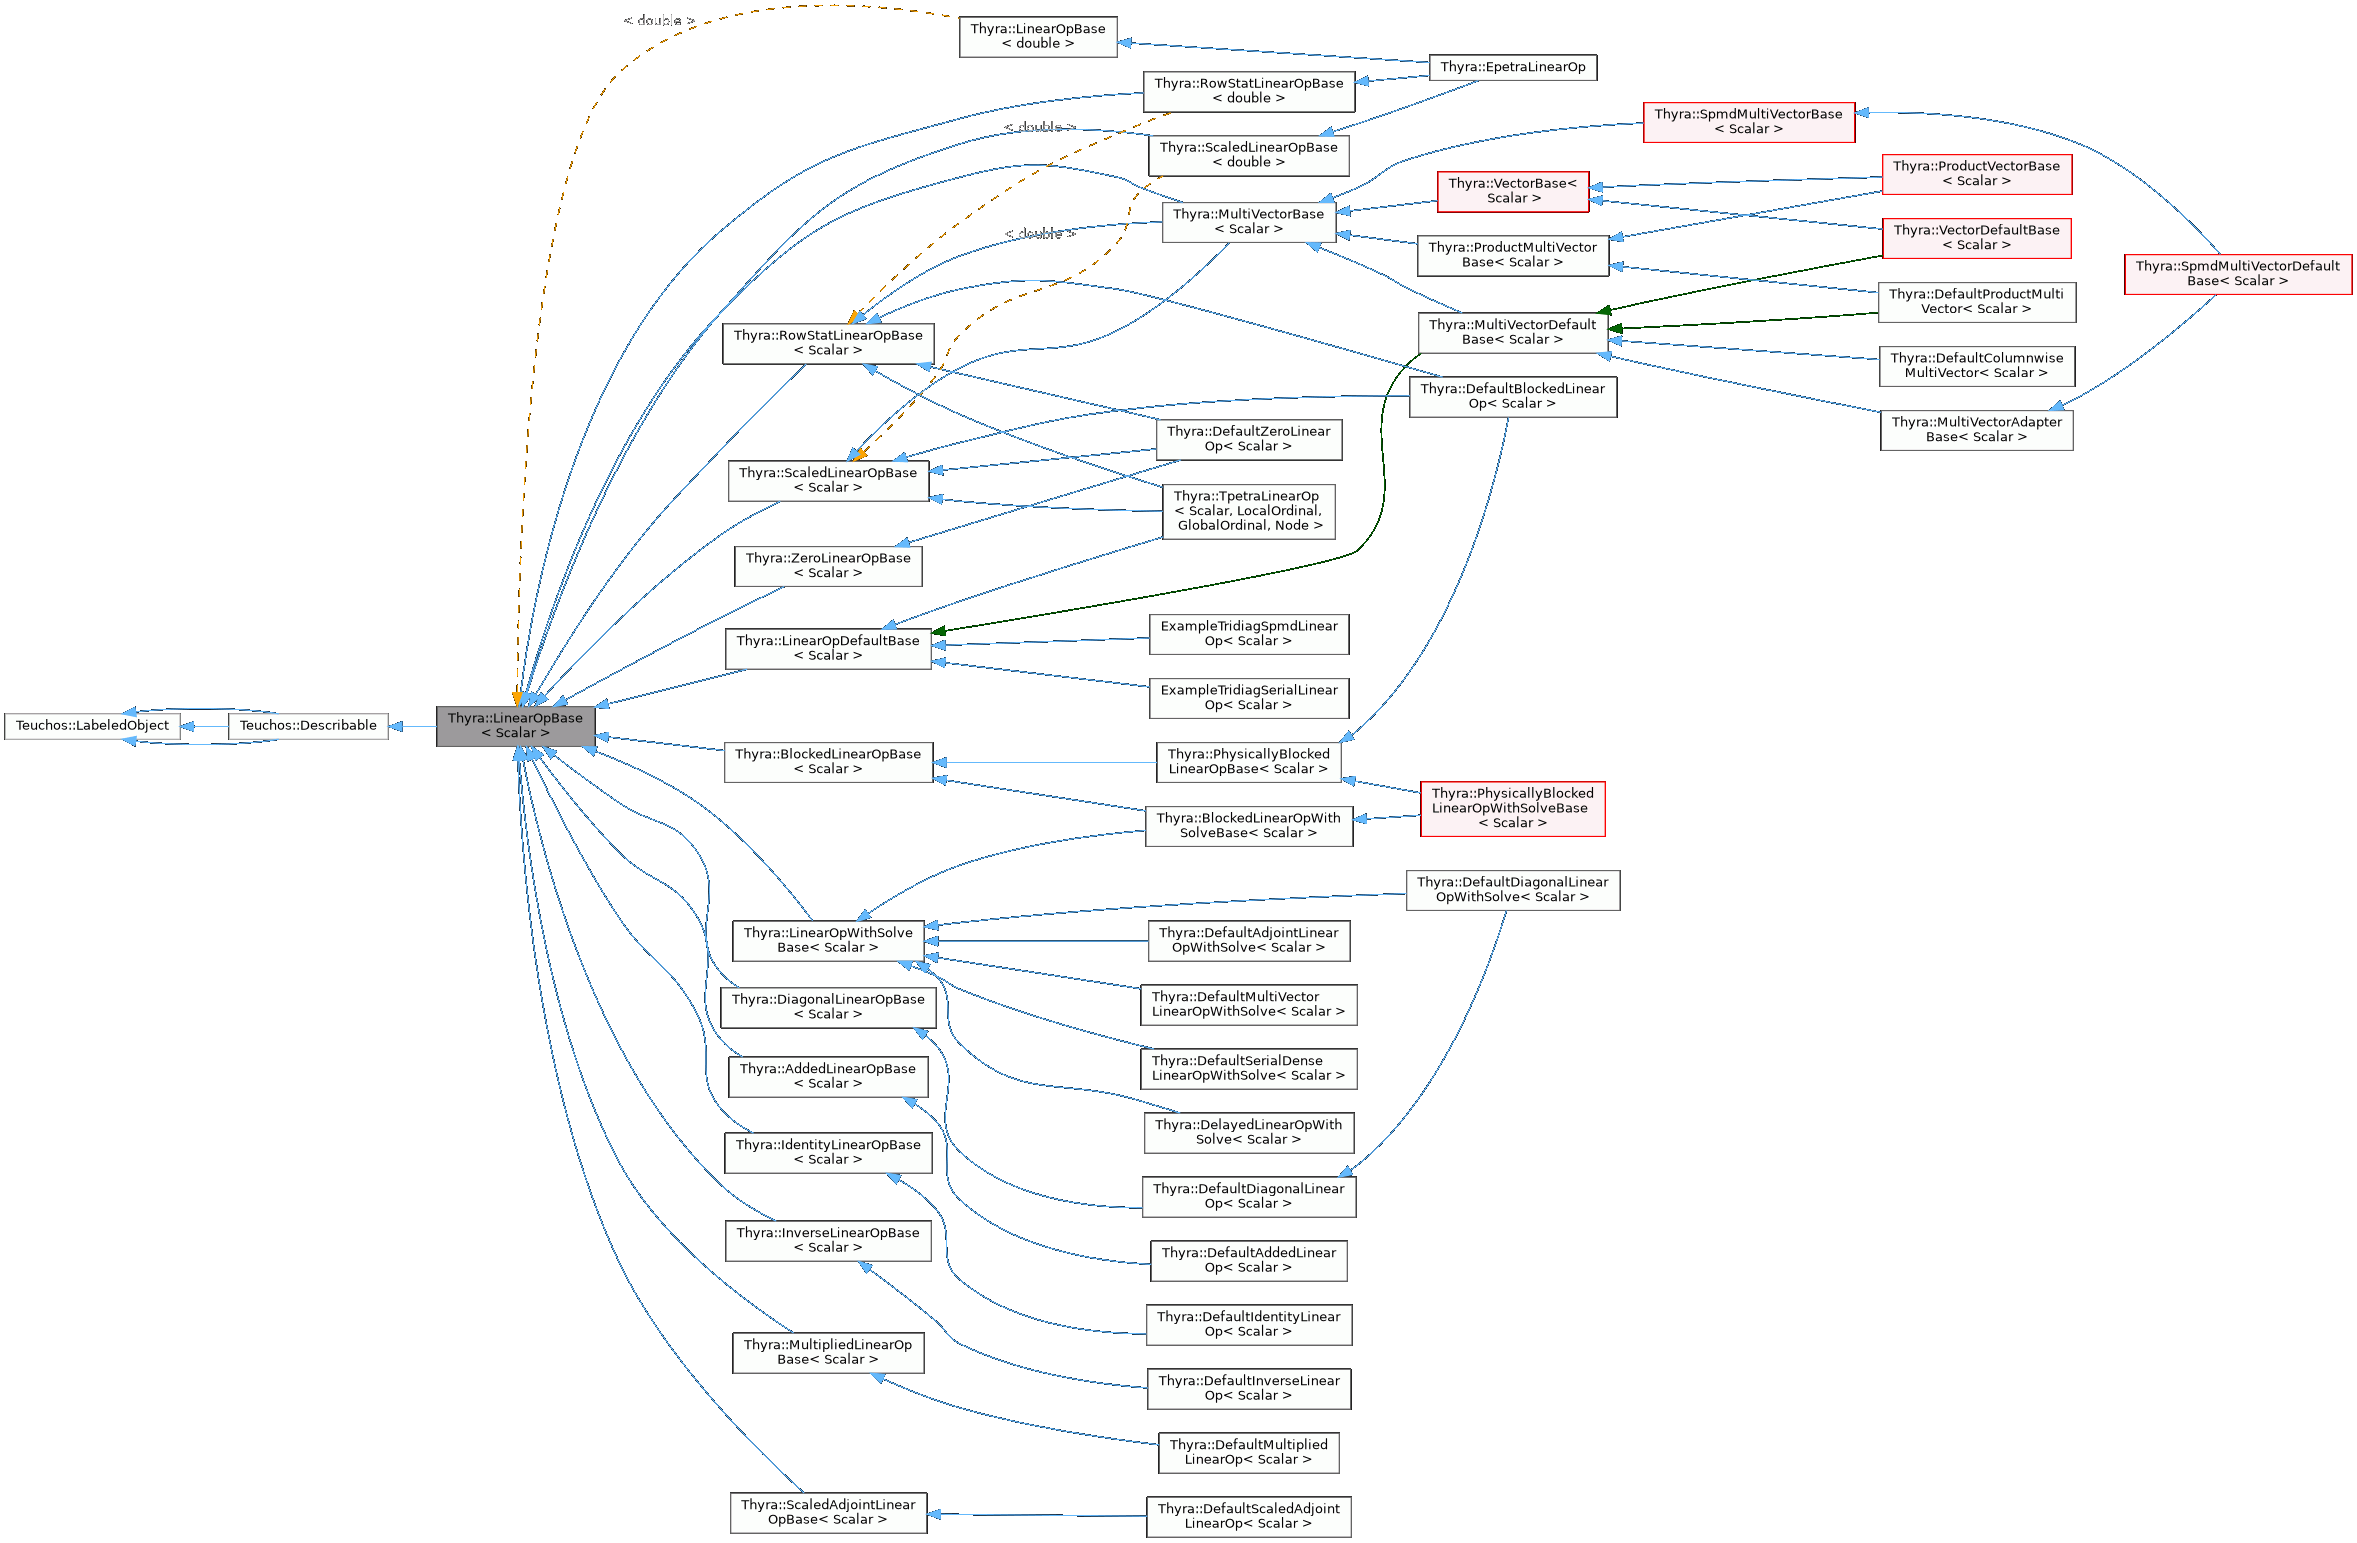 Teuchos::LabeledObject
Teuchos::Describable
Thyra::LinearOpBase
< Scalar >
< double >
Thyra::LinearOpBase
< double >
Thyra::RowStatLinearOpBase
< double >
< double >
Thyra::ScaledLinearOpBase
< double >
Thyra::MultiVectorBase
< Scalar >
< double >
Thyra::RowStatLinearOpBase
< Scalar >
Thyra::ScaledLinearOpBase
< Scalar >
Thyra::ZeroLinearOpBase
< Scalar >
Thyra::LinearOpDefaultBase
< Scalar >
Thyra::BlockedLinearOpBase
< Scalar >
Thyra::LinearOpWithSolve
Base< Scalar >
Thyra::DiagonalLinearOpBase
< Scalar >
Thyra::AddedLinearOpBase
< Scalar >
Thyra::IdentityLinearOpBase
< Scalar >
Thyra::InverseLinearOpBase
< Scalar >
Thyra::MultipliedLinearOp
Base< Scalar >
Thyra::ScaledAdjointLinear
OpBase< Scalar >
Thyra::DefaultZeroLinear
Op< Scalar >
Thyra::TpetraLinearOp
< Scalar, LocalOrdinal,
GlobalOrdinal, Node >
ExampleTridiagSpmdLinear
Op< Scalar >
ExampleTridiagSerialLinear
Op< Scalar >
Thyra::PhysicallyBlocked
LinearOpBase< Scalar >
Thyra::BlockedLinearOpWith
SolveBase< Scalar >
Thyra::DefaultAdjointLinear
OpWithSolve< Scalar >
Thyra::DefaultMultiVector
LinearOpWithSolve< Scalar >
Thyra::DefaultSerialDense
LinearOpWithSolve< Scalar >
Thyra::DelayedLinearOpWith
Solve< Scalar >
Thyra::DefaultDiagonalLinear
Op< Scalar >
Thyra::DefaultAddedLinear
Op< Scalar >
Thyra::DefaultIdentityLinear
Op< Scalar >
Thyra::DefaultInverseLinear
Op< Scalar >
Thyra::DefaultMultiplied
LinearOp< Scalar >
Thyra::DefaultScaledAdjoint
LinearOp< Scalar >
Thyra::EpetraLinearOp
Thyra::VectorBase<
Scalar >
Thyra::ProductMultiVector
Base< Scalar >
Thyra::MultiVectorDefault
Base< Scalar >
Thyra::DefaultBlockedLinear
Op< Scalar >
Thyra::PhysicallyBlocked
LinearOpWithSolveBase
< Scalar >
Thyra::DefaultDiagonalLinear
OpWithSolve< Scalar >
Thyra::SpmdMultiVectorBase
< Scalar >
Thyra::ProductVectorBase
< Scalar >
Thyra::VectorDefaultBase
< Scalar >
Thyra::DefaultProductMulti
Vector< Scalar >
Thyra::DefaultColumnwise
MultiVector< Scalar >
Thyra::MultiVectorAdapter
Base< Scalar >
Thyra::SpmdMultiVectorDefault
Base< Scalar >